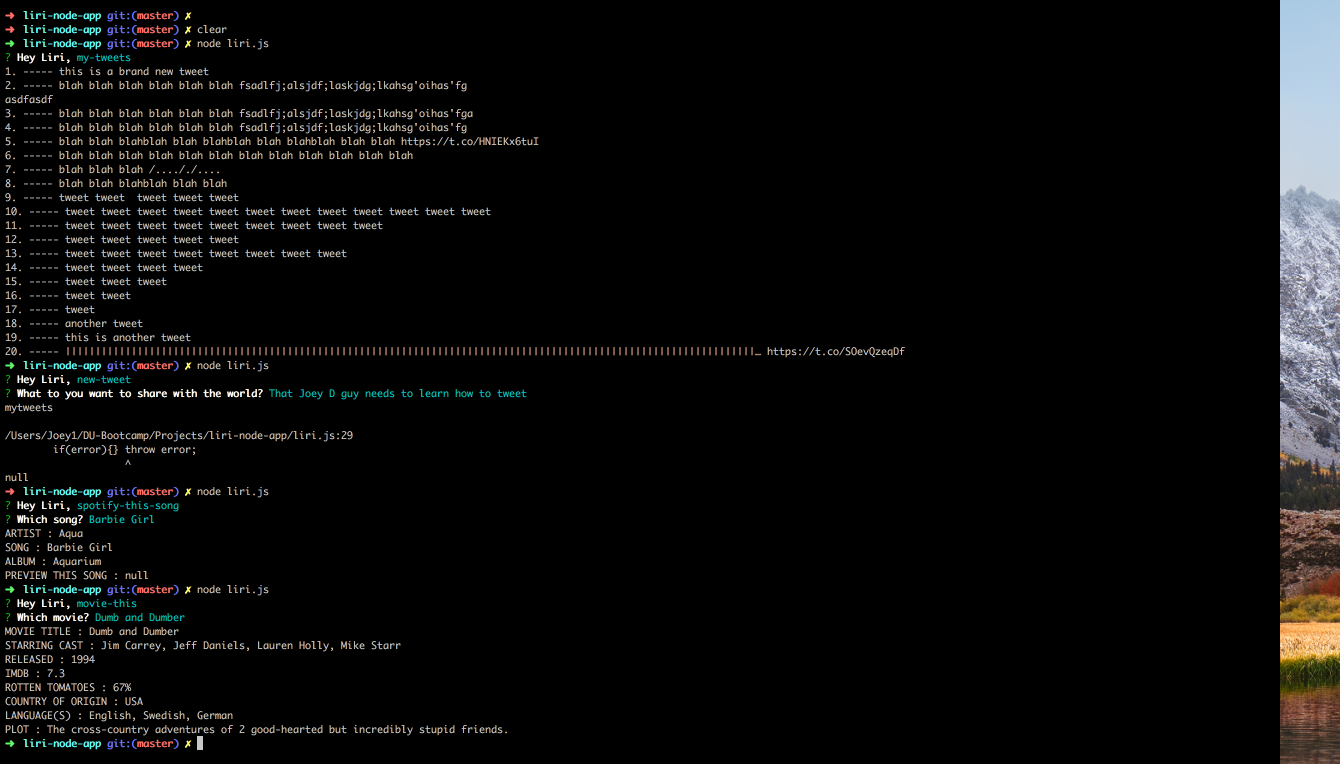 ➜ liri-node-app git:(master) ✗
➜ liri-node-app git:(master) ✗ clear
➜ liri-node-app git:(master) ✗ node liri.js
? Hey Liri, my-tweets
1. ----- this is a brand new tweet
2. ----- blah blah blah blah blah blah fsadlfj;alsjdf;laskjdg;lkahsg'oihas'fg
asdfasdf
3. ----- blah blah blah blah blah blah fsadlfj;alsjdf;laskjdg;lkahsg'oihas'fga
4. ----- blah blah blah blah blah blah fsadlfj;alsjdf;laskjdg;lkahsg'oihas'fg
5. ----- blah blah blahblah blah blahblah blah blahblah blah blah https://t.co/HNIEKx6tuI
6. ----- blah blah blah blah blah blah blah blah blah blah blah blah
7. ----- blah blah blah /...././....
8. ----- blah blah blahblah blah blah
9. ----- tweet tweet  tweet tweet tweet
10. ----- tweet tweet tweet tweet tweet tweet tweet tweet tweet tweet tweet tweet
11. ----- tweet tweet tweet tweet tweet tweet tweet tweet tweet
12. ----- tweet tweet tweet tweet tweet
13. ----- tweet tweet tweet tweet tweet tweet tweet tweet
14. ----- tweet tweet tweet tweet
15. ----- tweet tweet tweet
16. ----- tweet tweet
17. ----- tweet
18. ----- another tweet
19. ----- this is another tweet
20. ----- ||||||||||||||||||||||||||||||||||||||||||||||||||||||||||||||||||||||||||||||||||||||||||||||||||||||||||||||||||||… https://t.co/SOevQzeqDf
➜ liri-node-app git:(master) ✗ node liri.js
? Hey Liri, new-tweet
? What to you want to share with the world? That Joey D guy needs to learn how to tweet
mytweets
/Users/Joey1/DU-Bootcamp/Projects/liri-node-app/liri.js:29
if(error){} throw error;
^
null
➜ liri-node-app git:(master) ✗ node liri.js
? Hey Liri, spotify-this-song
? Which song? Barbie Girl
ARTIST : Aqua
SONG : Barbie Girl
ALBUM : Aquarium
PREVIEW THIS SONG : null
➜ liri-node-app git:(master) ✗ node liri.js
? Hey Liri, movie-this
? Which movie? Dumb and Dumber
MOVIE TITLE : Dumb and Dumber
STARRING CAST : Jim Carrey, Jeff Daniels, Lauren Holly, Mike Starr
RELEASED : 1994
IMDB : 7.3
ROTTEN TOMATOES : 67%
COUNTRY OF ORIGIN : USA
LANGUAGE(S) : English, Swedish, German
PLOT : The cross-country adventures of 2 good-hearted but incredibly stupid friends.
➜ liri-node-app git:(master) ✗